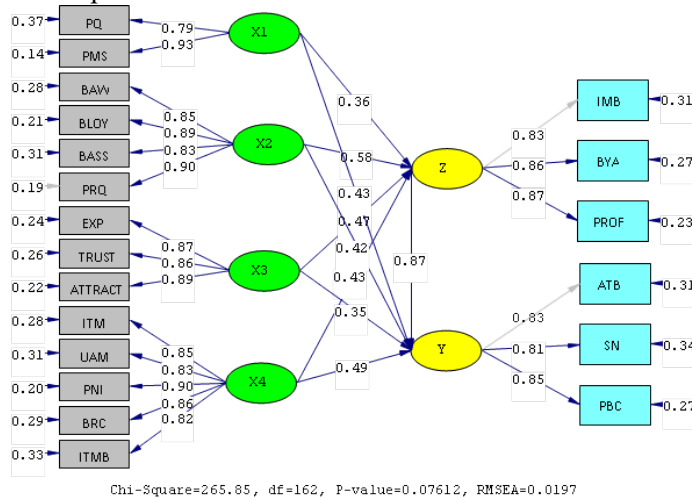 0.37 PQ 0.79 X1
0.14 PMS 0.93
0.28 BAW 0.85 X2
0.21 BLOY 0.89
0.31 BASS 0.83
0.19 PRQ 0.90
0.24 EXP 0.87 X3
0.26 TRUST 0.86
0.22 ATTRACT 0.89
0.28 ITM 0.85 X4
0.31 UAM 0.83
0.20 PNI 0.90
0.29 BRC 0.86
0.33 ITMB 0.82
0.36
0.58
0.43
0.47
0.42
0.43
0.35
0.49
0.87
Z 0.83 IMB 0.31
0.86 BYA 0.27
0.87 PROF 0.23
Y 0.83 ATB 0.31
0.81 SN 0.34
0.85 PBC 0.27
Chi-Square=265.85, df=162, P-value=0.07612, RMSEA=0.0197